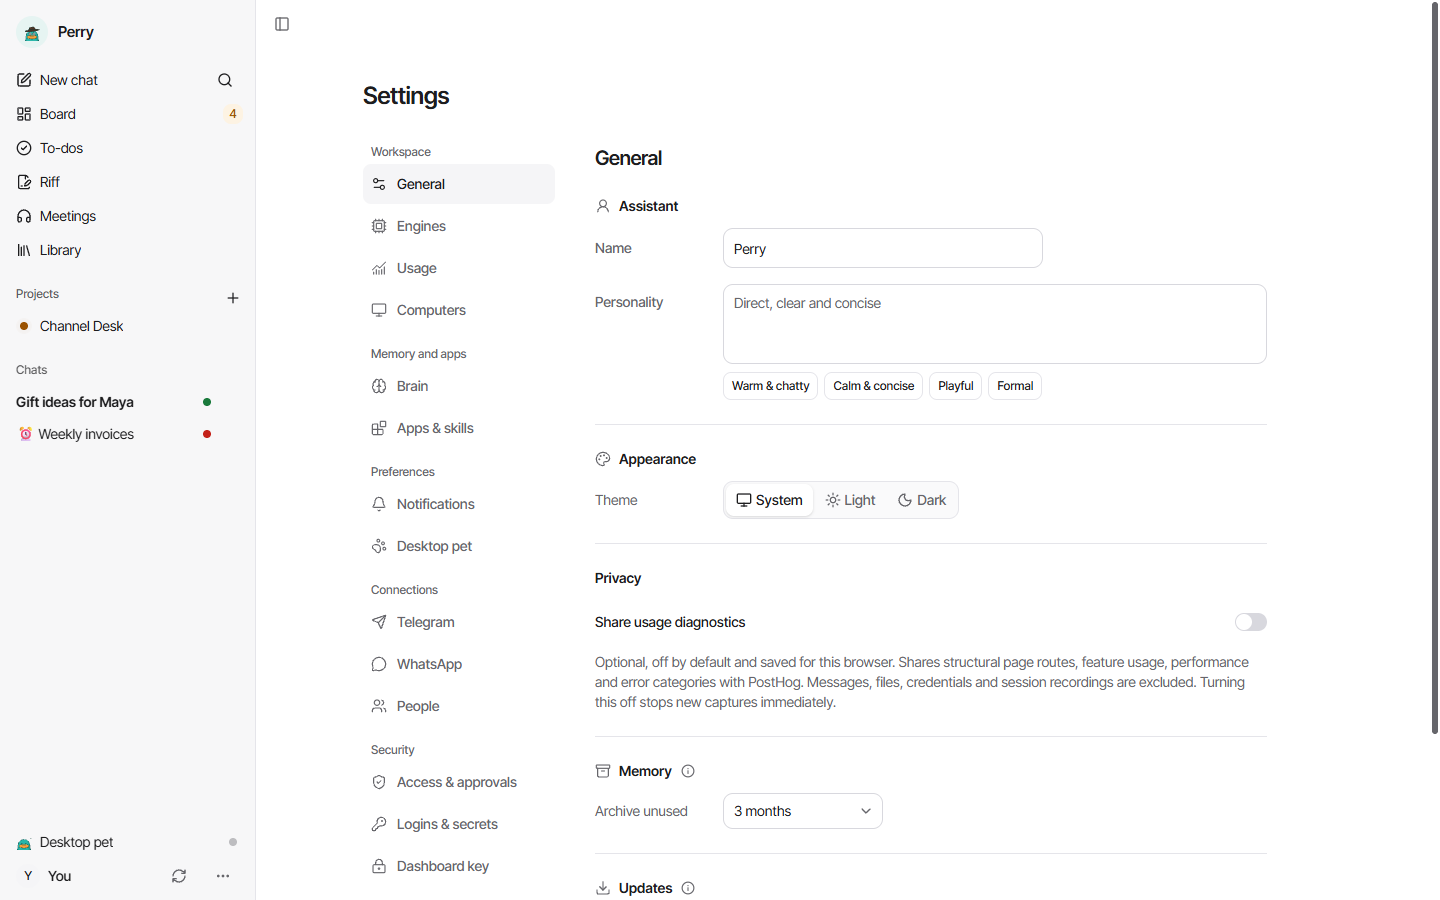 Perry
New chat
Board 4
To-dos
Riff
Meetings
Library
Projects
Channel Desk
Chats
Gift ideas for Maya
Weekly invoices
Desktop pet
Y You
Settings
Workspace
General
Engines
Usage
Computers
Memory and apps
Brain
Apps & skills
Preferences
Notifications
Desktop pet
Connections
Telegram
WhatsApp
People
Security
Access & approvals
Logins & secrets
Dashboard key
General
Assistant
Name Perry
Personality Direct, clear and concise
Warm & chatty Calm & concise Playful Formal
Appearance
Theme System Light Dark
Privacy
Share usage diagnostics
Optional, off by default and saved for this browser. Shares structural page routes, feature usage, performance
and error categories with PostHog. Messages, files, credentials and session recordings are excluded. Turning
this off stops new captures immediately.
Memory
Archive unused 3 months
Updates